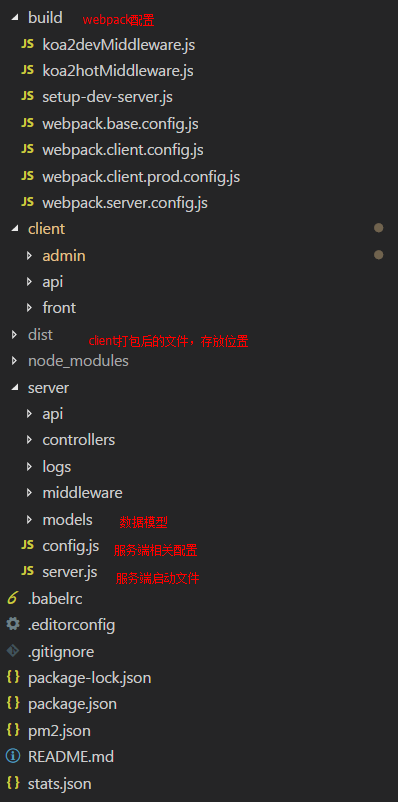 build webpack配置
JS koa2devMiddleware.js
JS koa2hotMiddleware.js
JS setup-dev-server.js
JS webpack.base.config.js
JS webpack.client.config.js
JS webpack.client.prod.config.js
JS webpack.server.config.js
client
admin
api
front
dist client打包后的文件，存放位置
node_modules
server
api
controllers
logs
middleware
models 数据模型
JS config.js 服务端相关配置
JS server.js 服务端启动文件
.babelrc
.editorconfig
.gitignore
{} package-lock.json
{} package.json
{} pm2.json
README.md
{} stats.json